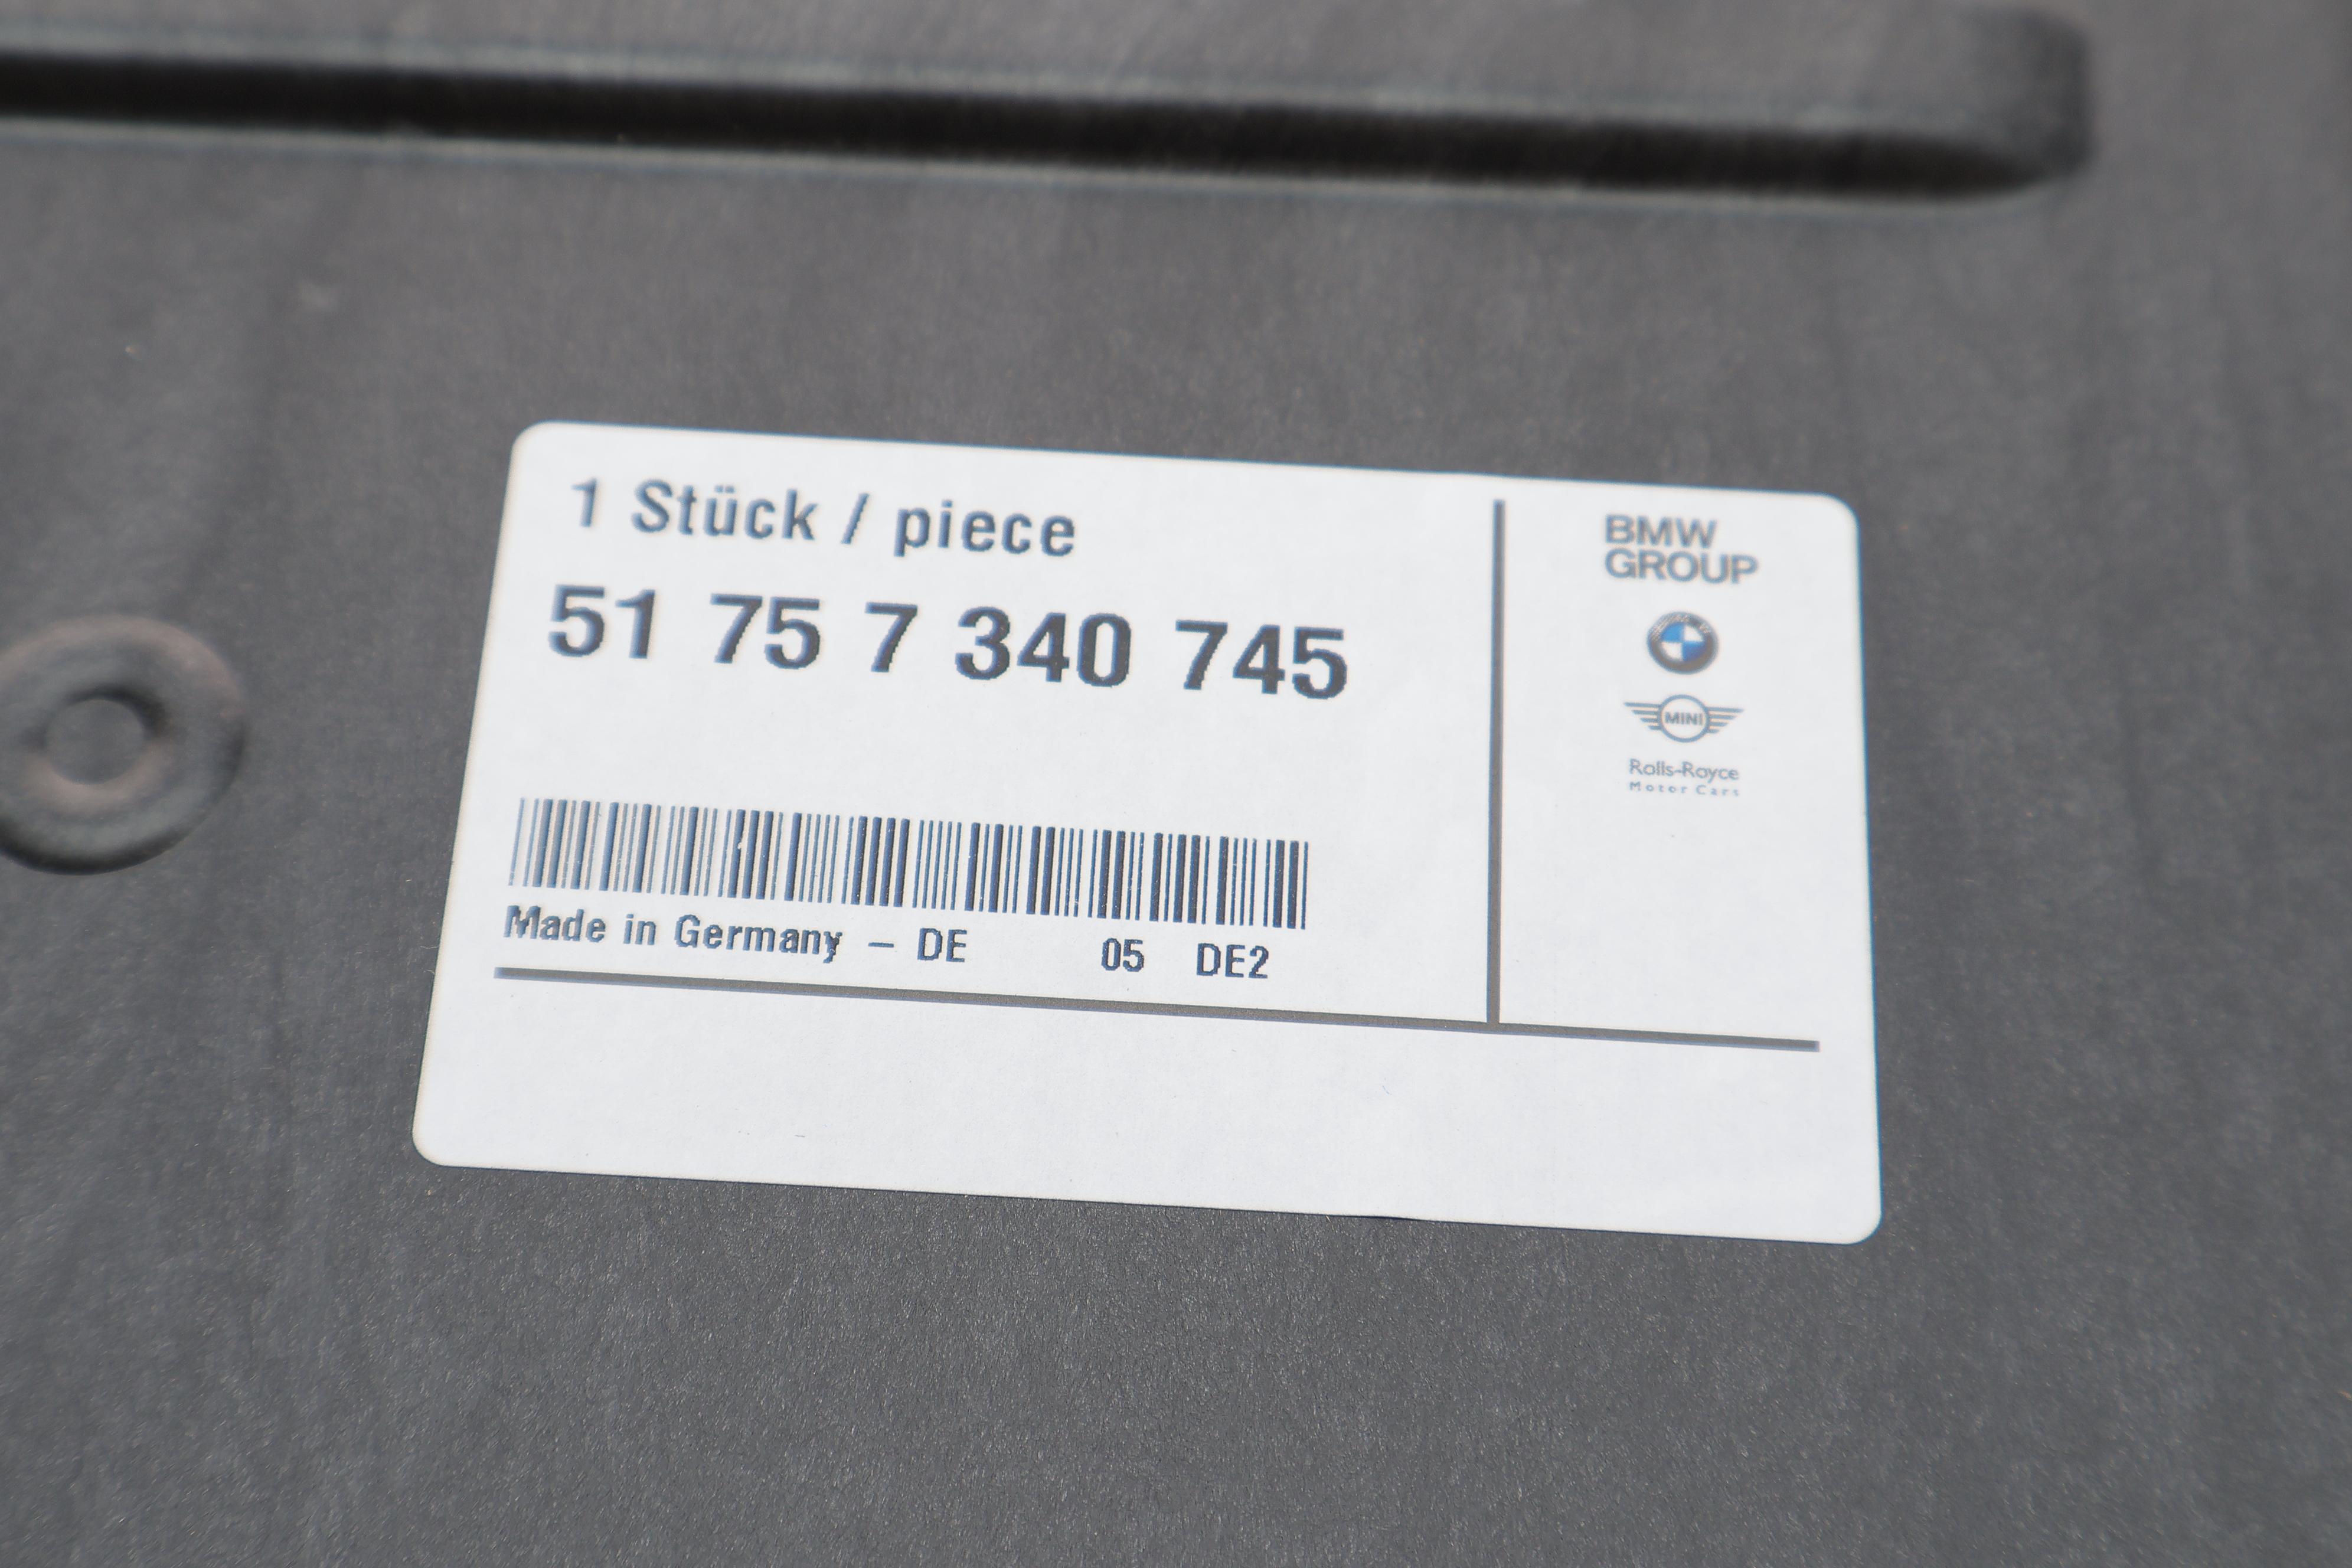 1 Stück / piece
51 75 7 340 745
Made in Germany – DE 05 DE2
BMW
GROUP
MINI
Rolls-Royce
Motor Cars